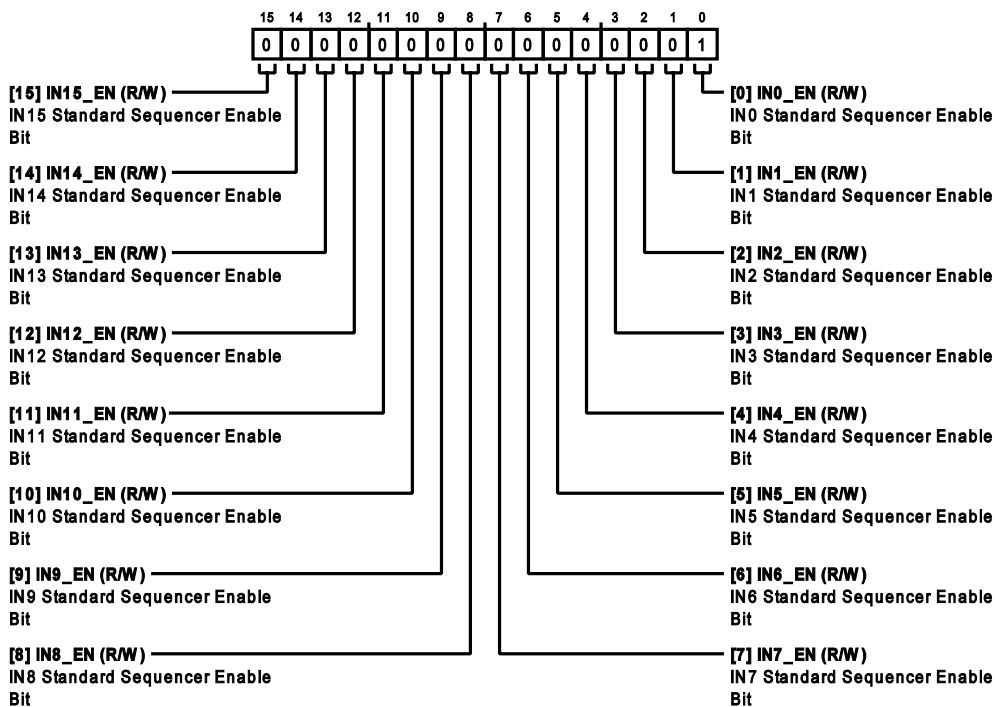 15 14 13 12 11 10 9 8 7 6 5 4 3 2 1 0
0 0 0 0 0 0 0 0 0 0 0 0 0 0 0 1
[15] IN15_EN (R/W)
IN15 Standard Sequencer Enable
Bit
[14] IN14_EN (R/W)
IN14 Standard Sequencer Enable
Bit
[13] IN13_EN (R/W)
IN13 Standard Sequencer Enable
Bit
[12] IN12_EN (R/W)
IN12 Standard Sequencer Enable
Bit
[11] IN11_EN (R/W)
IN11 Standard Sequencer Enable
Bit
[10] IN10_EN (R/W)
IN10 Standard Sequencer Enable
Bit
[9] IN9_EN (R/W)
IN9 Standard Sequencer Enable
Bit
[8] IN8_EN (R/W)
IN8 Standard Sequencer Enable
Bit
[0] IN0_EN (R/W)
IN0 Standard Sequencer Enable
Bit
[1] IN1_EN (R/W)
IN1 Standard Sequencer Enable
Bit
[2] IN2_EN (R/W)
IN2 Standard Sequencer Enable
Bit
[3] IN3_EN (R/W)
IN3 Standard Sequencer Enable
Bit
[4] IN4_EN (R/W)
IN4 Standard Sequencer Enable
Bit
[5] IN5_EN (R/W)
IN5 Standard Sequencer Enable
Bit
[6] IN6_EN (R/W)
IN6 Standard Sequencer Enable
Bit
[7] IN7_EN (R/W)
IN7 Standard Sequencer Enable
Bit